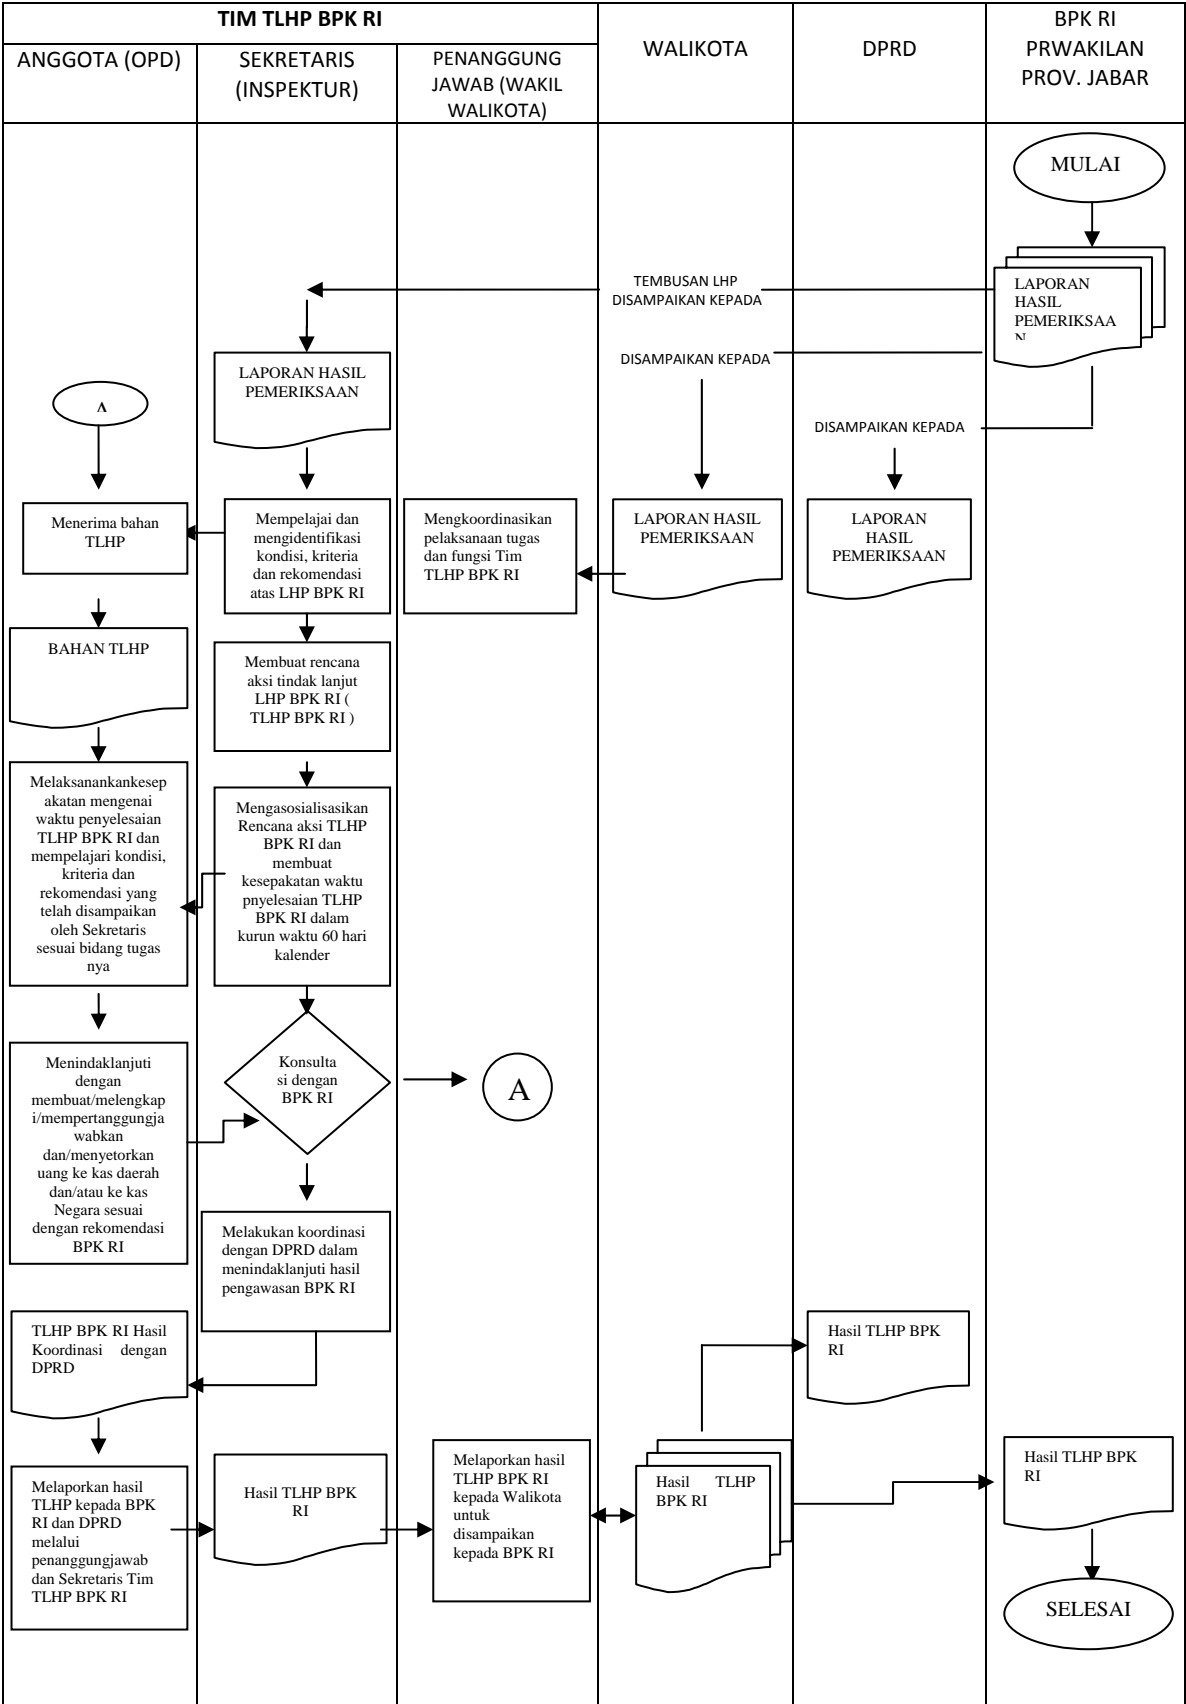 TIM TLHP BPK RI
ANGGOTA (OPD)
SEKRETARIS
(INSPEKTUR)
PENANGGUNG
JAWAB (WAKIL
WALIKOTA)
WALIKOTA
DPRD
BPK RI
PRWAKILAN
PROV. JABAR
MULAI
LAPORAN
HASIL
PEMERIKSAA
N
TEMBUSAN LHP
DISAMPAIKAN KEPADA
DISAMPAIKAN KEPADA
DISAMPAIKAN KEPADA
LAPORAN HASIL
PEMERIKSAAN
A
Menerima bahan
TLHP
Mempelajai dan
mengidentifikasi
kondisi, kriteria
dan rekomendasi
atas LHP BPK RI
Mengkoordinasikan
pelaksanaan tugas
dan fungsi Tim
TLHP BPK RI
LAPORAN HASIL
PEMERIKSAAN
LAPORAN
HASIL
PEMERIKSAAN
BAHAN TLHP
Membuat rencana
aksi tindak lanjut
LHP BPK RI (
TLHP BPK RI )
Melaksanankankesep
akatan mengenai
waktu penyelesaian
TLHP BPK RI dan
mempelajari kondisi,
kriteria dan
rekomendasi yang
telah disampaikan
oleh Sekretaris
sesuai bidang tugas
nya
Mengasosialisasikan
Rencana aksi TLHP
BPK RI dan
membuat
kesepakatan waktu
pnyelesaian TLHP
BPK RI dalam
kurun waktu 60 hari
kalender
Menindaklanjuti
dengan
membuat/melengkap
i/mempertanggungja
wabkan
dan/menyetorkan
uang ke kas daerah
dan/atau ke kas
Negara sesuai
dengan rekomendasi
BPK RI
Konsulta
si dengan
BPK RI
A
Melakukan koordinasi
dengan DPRD dalam
menindaklanjuti hasil
pengawasan BPK RI
TLHP BPK RI Hasil
Koordinasi dengan
DPRD
Hasil TLHP BPK
RI
Melaporkan hasil
TLHP kepada BPK
RI dan DPRD
melalui
penanggungjawab
dan Sekretaris Tim
TLHP BPK RI
Hasil TLHP BPK
RI
Melaporkan hasil
TLHP BPK RI
kepada Walikota
untuk
disampaikan
kepada BPK RI
Hasil TLHP
BPK RI
Hasil TLHP BPK
RI
SELESAI